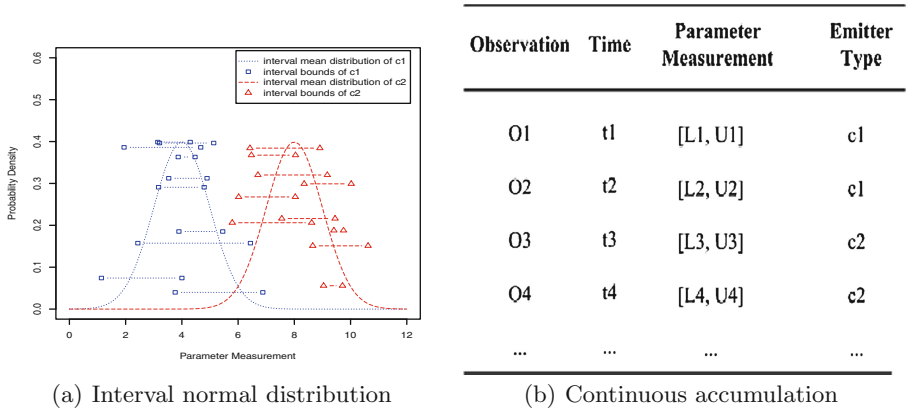 interval mean distribution of c1
interval bounds of c1
interval mean distribution of c2
interval bounds of c2
Probability Density
0.6
0.5
0.4
0.3
0.2
0.1
0.0
0 2 4 6 8 10 12
Parameter Measurement
(a) Interval normal distribution
Observation Time Parameter Measurement Emitter Type
O1 t1 [L1, U1] c1
O2 t2 [L2, U2] c1
O3 t3 [L3, U3] c2
O4 t4 [L4, U4] c2
... ... ... ...
(b) Continuous accumulation